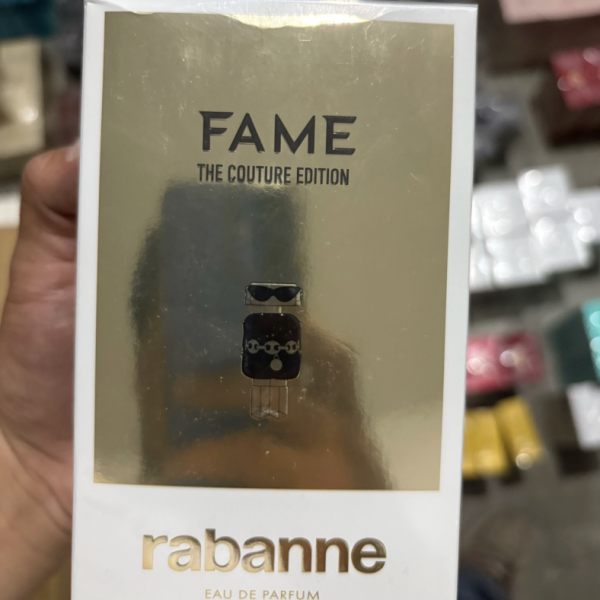 FAME
THE COUTURE EDITION
rabanne
EAU DE PARFUM